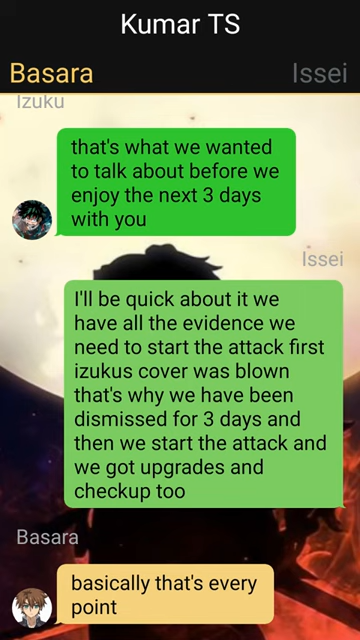 Kumar TS
Basara Issei
Izuku
that's what we wanted
to talk about before we
enjoy the next 3 days
with you
Issei
I'll be quick about it we
have all the evidence we
need to start the attack first
izukus cover was blown
that's why we have been
dismissed for 3 days and
then we start the attack and
we got upgrades and
checkup too
Basara
basically that's every
point